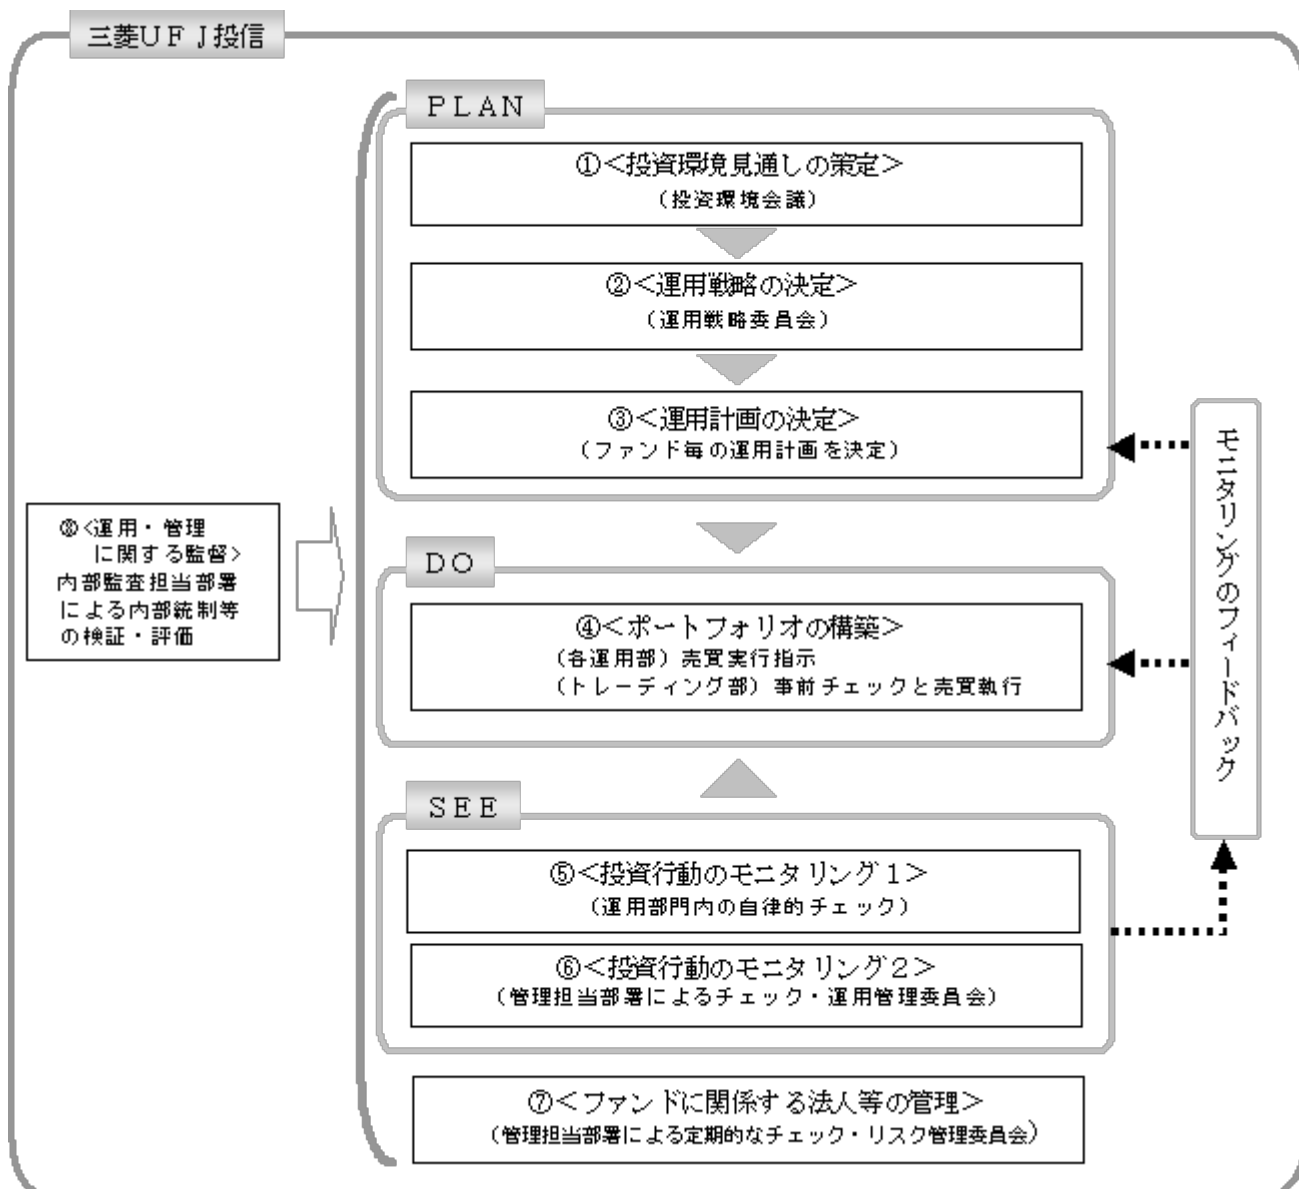 三菱UFJ投信
PLAN
①<投資環境見通しの策定>
(投資環境会議)
②<運用戦略の決定>
(運用戦略委員会)
③<運用計画の決定>
(ファンド毎の運用計画を決定)
⑧<運用・管理
に関する監督>
内部監査担当部署
による内部統制等
の検証・評価
DO
④<ポートフォリオの構築>
(各運用部)売買実行指示
(トレーディング部)事前チェックと売買執行
SEE
⑤<投資行動のモニタリング1>
(運用部門内の自律的チェック)
⑥<投資行動のモニタリング2>
(管理担当部署によるチェック・運用管理委員会)
⑦<ファンドに関係する法人等の管理>
(管理担当部署による定期的なチェック・リスク管理委員会)
モニタリングのフィードバック